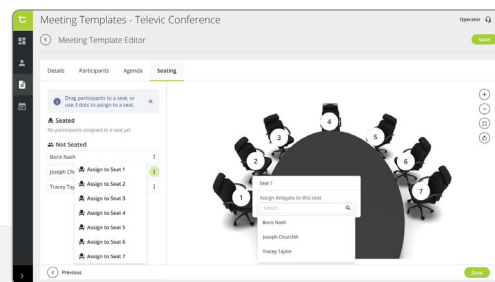 t
Meeting Templates - Televic Conference
Operator
Meeting Template Editor
Save
Details Participants Agenda Seating
Drag participants to a seat, or
use 3 dots to assign to a seat.
Seated
No participants assigned to a seat yet
Not Seated
Boris Nash
Joseph Ch
Tracey Tay
Assign to Seat 1
Assign to Seat 2
Assign to Seat 3
Assign to Seat 4
Assign to Seat 5
Assign to Seat 6
Assign to Seat 7
1
2
3
4
5
6
7
Seat 1
Assign delegate to this seat
Search...
Boris Nash
Joseph Churchill
Tracey Taylor
Previous
Save